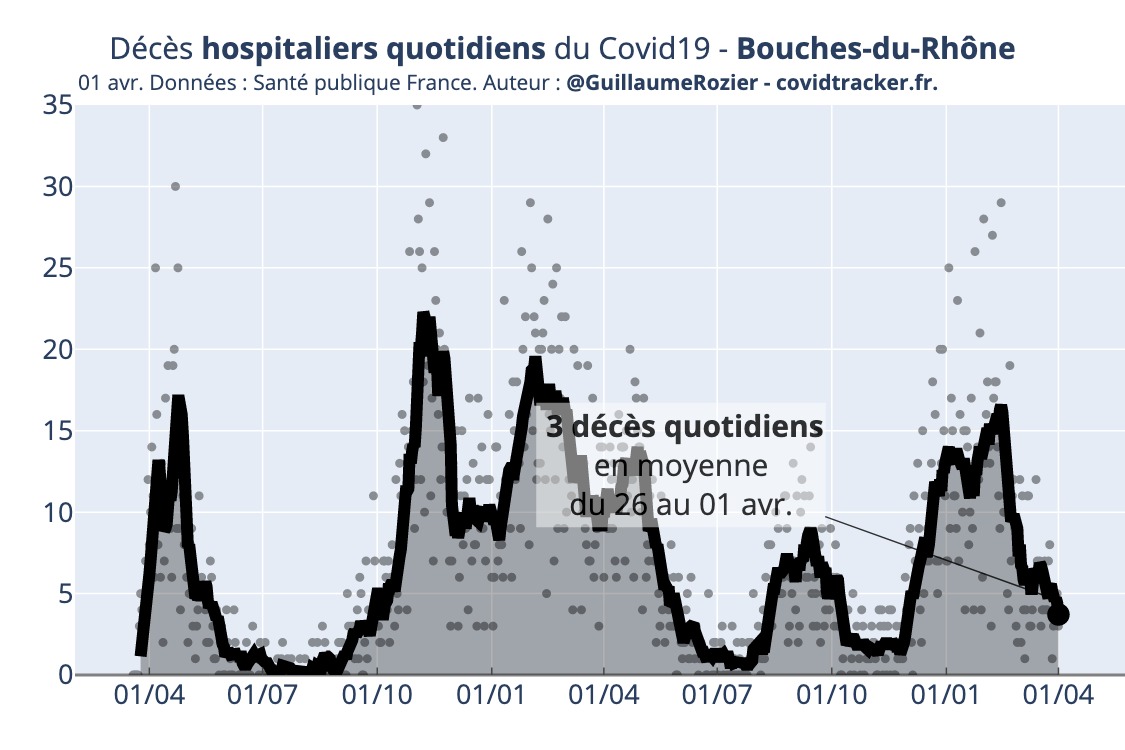 Décès hospitaliers quotidiens du Covid19 - Bouches-du-Rhône
01 avr. Données : Santé publique France. Auteur : @GuillaumeRozier - covidtracker.fr.
35
30
25
20
15
10
5
0
3 décès quotidiens
en moyenne
du 26 au 01 avr.
01/04 01/07 01/10 01/01 01/04 01/07 01/10 01/01 01/04